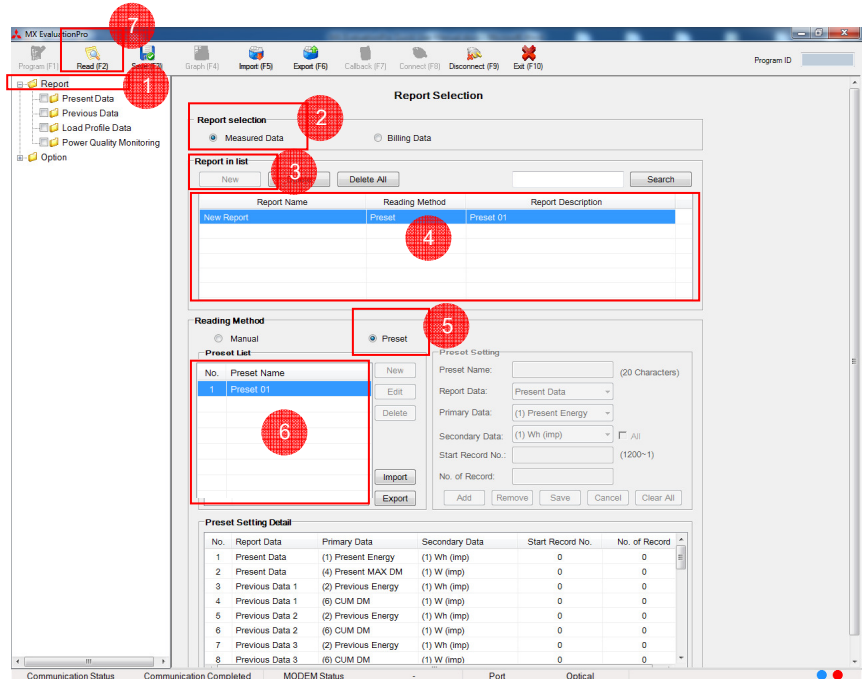 MX EvaluationPro
7
Program (F1) Read (F2) Graph (F4) Import (F5) Export (F6) Callback (F7) Connect (F8) Disconnect (F9) Exit (F10) Program ID
Report
1
Present Data
Previous Data
Load Profile Data
Power Quality Monitoring
Option
Report Selection
Report selection
2
Measured Data Billing Data
Report in list
3
New Delete All Search
Report Name Reading Method Report Description
New Report Preset Preset 01
4
Reading Method
5
Manual Preset
Preset List
No. Preset Name
1 Preset 01
6
New
Edit
Delete
Import
Export
Preset Setting
Preset Name: (20 Characters)
Report Data: Present Data
Primary Data: (1) Present Energy
Secondary Data: (1) Wh (imp) All
Start Record No.: (1200~1)
No. of Record:
Add Remove Save Cancel Clear All
Preset Setting Detail
No. Report Data Primary Data Secondary Data Start Record No. No. of Record
1 Present Data (1) Present Energy (1) Wh (imp) 0 0
2 Present Data (4) Present MAX DM (1) W (imp) 0 0
3 Previous Data 1 (2) Previous Energy (1) Wh (imp) 0 0
4 Previous Data 1 (6) CUM DM (1) W (imp) 0 0
5 Previous Data 2 (2) Previous Energy (1) Wh (imp) 0 0
6 Previous Data 2 (6) CUM DM (1) W (imp) 0 0
7 Previous Data 3 (2) Previous Energy (1) Wh (imp) 0 0
8 Previous Data 3 (6) CUM DM (1) W (imp) 0 0
Communication Status Communication Completed MODEM Status - Port Optical